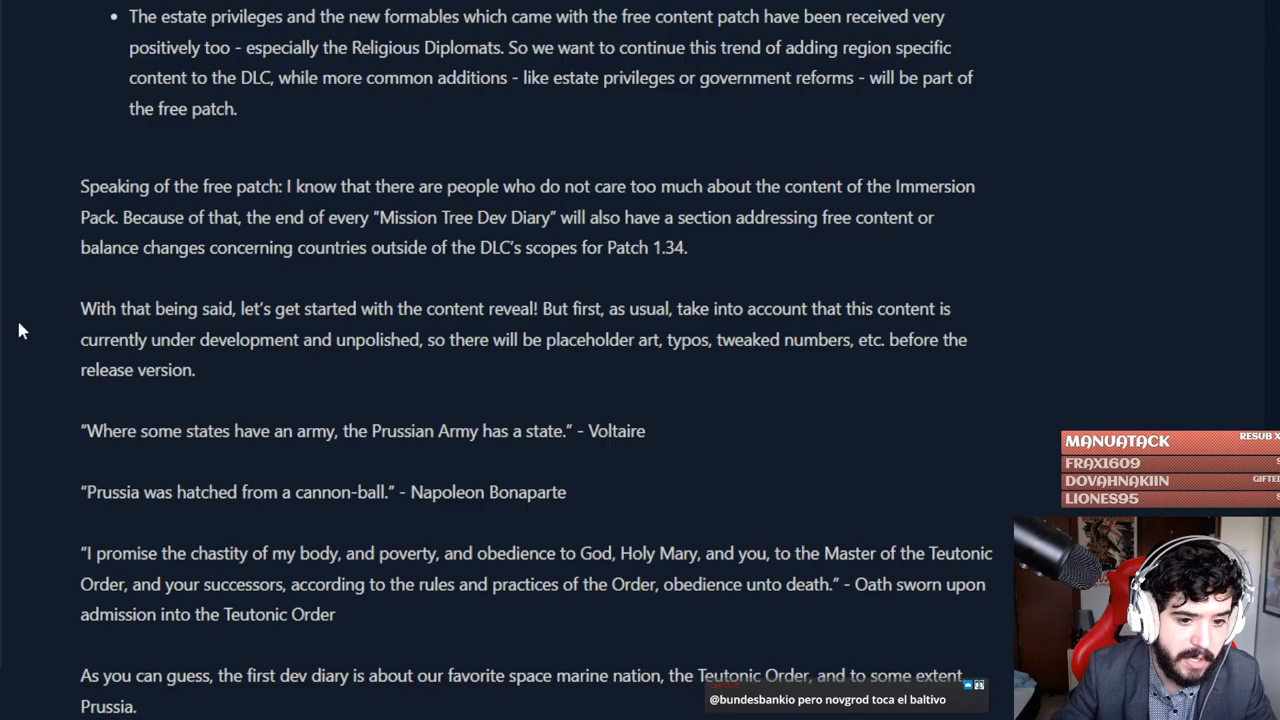 • The estate privileges and the new formables which came with the free content patch have been received very
positively too - especially the Religious Diplomats. So we want to continue this trend of adding region specific
content to the DLC, while more common additions - like estate privileges or government reforms - will be part of
the free patch.
Speaking of the free patch: I know that there are people who do not care too much about the content of the Immersion
Pack. Because of that, the end of every "Mission Tree Dev Diary" will also have a section addressing free content or
balance changes concerning countries outside of the DLC's scopes for Patch 1.34.
With that being said, let's get started with the content reveal! But first, as usual, take into account that this content is
currently under development and unpolished, so there will be placeholder art, typos, tweaked numbers, etc. before the
release version.
"Where some states have an army, the Prussian Army has a state." - Voltaire
"Prussia was hatched from a cannon-ball." - Napoleon Bonaparte
"I promise the chastity of my body, and poverty, and obedience to God, Holy Mary, and you, to the Master of the Teutonic
Order, and your successors, according to the rules and practices of the Order, obedience unto death." - Oath sworn upon
admission into the Teutonic Order
As you can guess, the first dev diary is about our favorite space marine nation, the Teutonic Order, and to some extent
Prussia.
MANUATACK RESUB X
FRAX1609
DOVAHNAKIIN GIFTED
LIONES95
@bundesbankio pero novgrod toca el baltivo